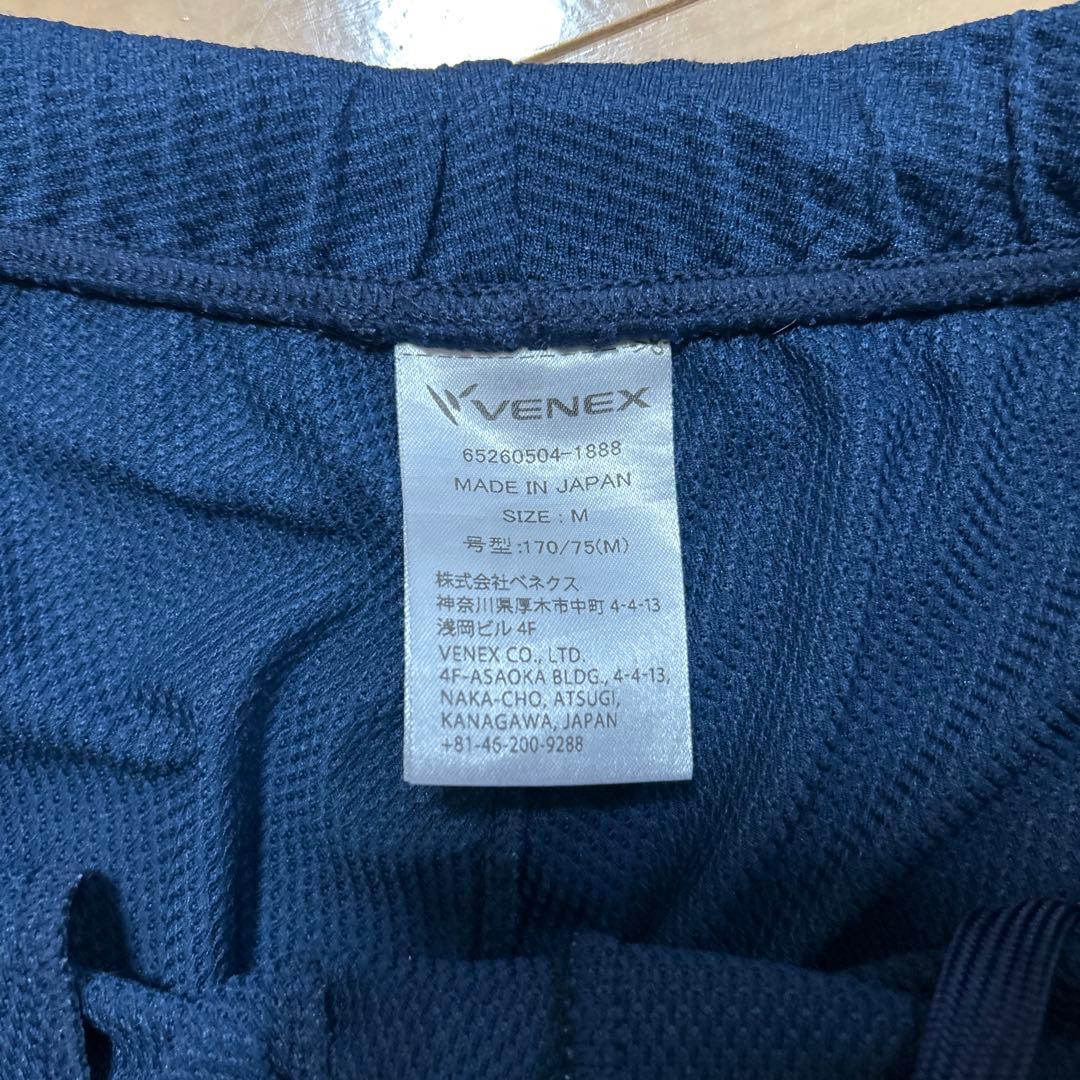 VENEX
65260504-1888
MADE IN JAPAN
SIZE : M
号型:170/75(M)
株式会社ベネクス
神奈川県厚木市中町 4-4-13
浅岡ビル 4F
VENEX CO., LTD.
4F-ASAOKA BLDG., 4-4-13,
NAKA-CHO, ATSUGI,
KANAGAWA, JAPAN
+81-46-200-9288